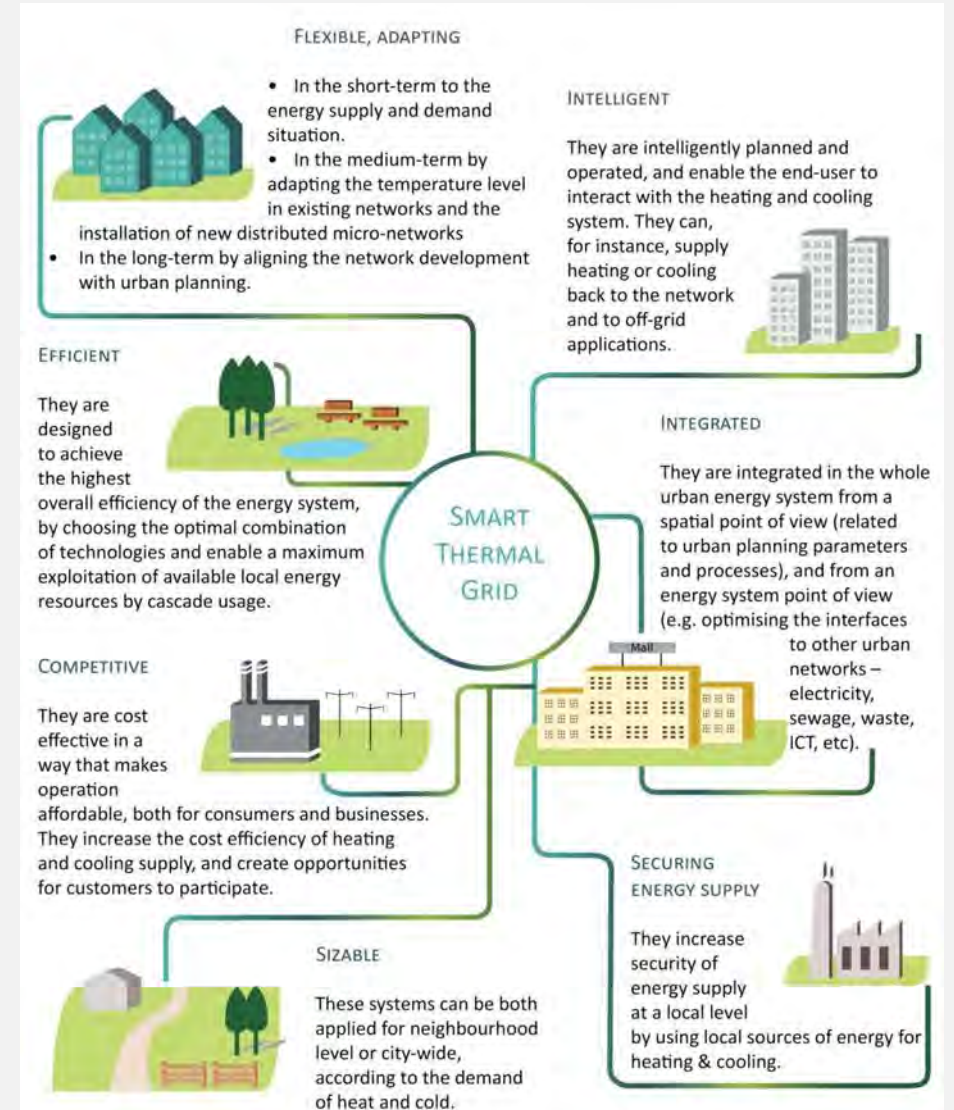 FLEXIBLE, ADAPTING
• In the short-term to the
energy supply and demand
situation.
• In the medium-term by
adapting the temperature level
in existing networks and the
installation of new distributed micro-networks
• In the long-term by aligning the network development
with urban planning.
INTELLIGENT
They are intelligently planned and
operated, and enable the end-user to
interact with the heating and cooling
system. They can,
for instance, supply
heating or cooling
back to the network
and to off-grid
applications.
EFFICIENT
They are
designed
to achieve
the highest
overall efficiency of the energy system,
by choosing the optimal combination
of technologies and enable a maximum
exploitation of available local energy
resources by cascade usage.
INTEGRATED
They are integrated in the whole
urban energy system from a
spatial point of view (related
to urban planning parameters
and processes), and from an
energy system point of view
(e.g. optimising the interfaces
to other urban
networks –
electricity,
sewage, waste,
ICT, etc).
SMART
THERMAL
GRID
Mall
COMPETITIVE
They are cost
effective in a
way that makes
operation
affordable, both for consumers and businesses.
They increase the cost efficiency of heating
and cooling supply, and create opportunities
for customers to participate.
SECURING
ENERGY SUPPLY
They increase
security of
energy supply
at a local level
by using local sources of energy for
heating & cooling.
SIZABLE
These systems can be both
applied for neighbourhood
level or city-wide,
according to the demand
of heat and cold.